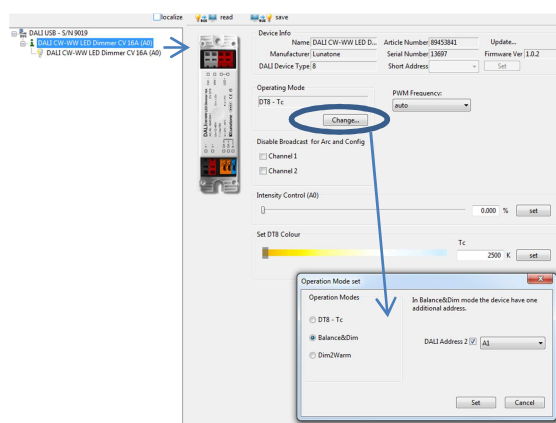 localize read save
DALI USB - S/N 9019
DALI CW-WW LED Dimmer CV 16A (A0)
DALI CW-WW LED Dimmer CV 16A (A0)
Device Info
Name DALI CW-WW LED D... Article Number 89453841 Update...
Manufacturer Lunatone Serial Number 13697 Firmware Ver 1.0.2
DALI Device Type 8 Short Address Set
Operating Mode
DT8 - Tc
Change...
PWM Frequency:
auto
Disable Broadcast for Arc and Config
Channel 1
Channel 2
Intensity Control (A0)
0.000 % set
Set DT8 Colour
Tc
2500 K set
Operation Mode set
Operation Modes
DT8 - Tc
Balance&Dim
Dim2Warm
In Balance&Dim mode the device have one
additional address.
DALI Address 2 A1
Set Cancel